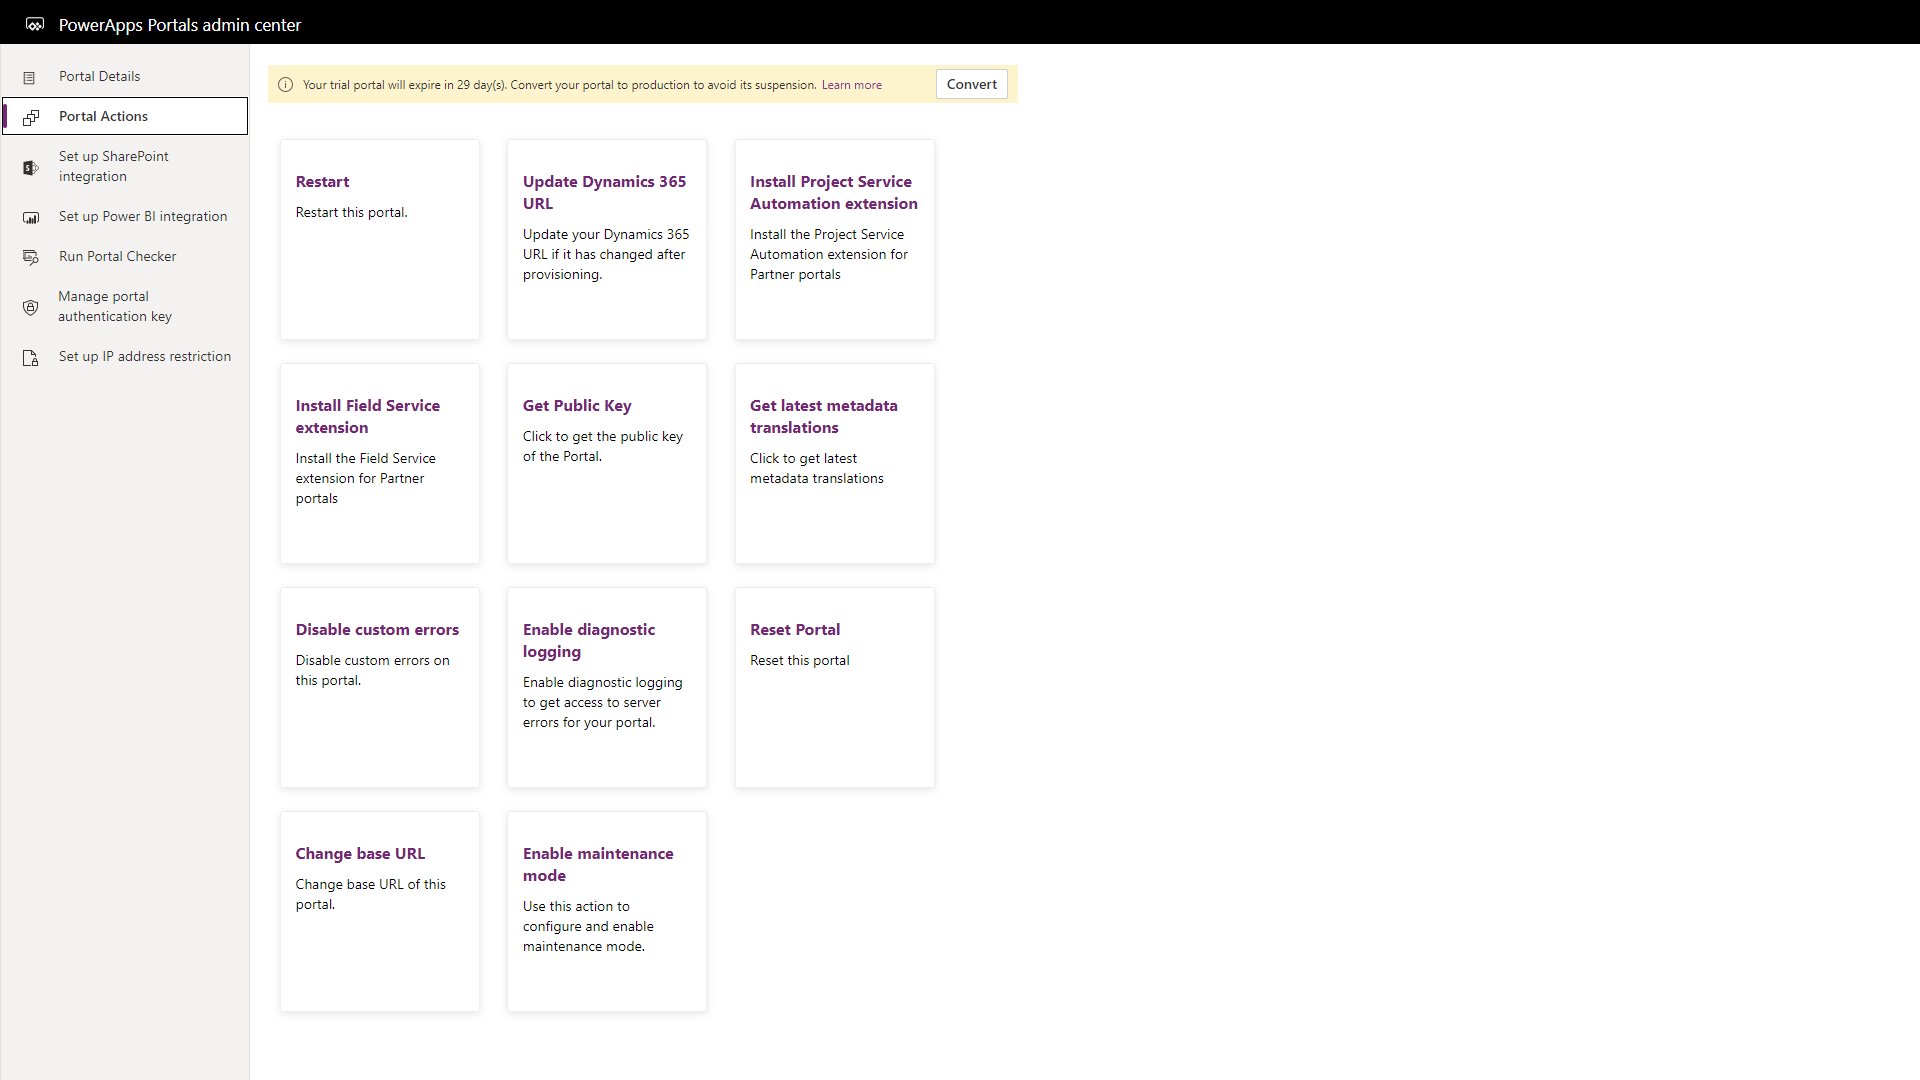 PowerApps Portals admin center
Portal Details
Portal Actions
Set up SharePoint
integration
Set up Power BI integration
Run Portal Checker
Manage portal
authentication key
Set up IP address restriction
Your trial portal will expire in 29 day(s). Convert your portal to production to avoid its suspension. Learn more
Convert
Restart
Restart this portal.
Update Dynamics 365
URL
Update your Dynamics 365
URL if it has changed after
provisioning.
Install Project Service
Automation extension
Install the Project Service
Automation extension for
Partner portals
Install Field Service
extension
Install the Field Service
extension for Partner
portals
Get Public Key
Click to get the public key
of the Portal.
Get latest metadata
translations
Click to get latest
metadata translations
Disable custom errors
Disable custom errors on
this portal.
Enable diagnostic
logging
Enable diagnostic logging
to get access to server
errors for your portal.
Reset Portal
Reset this portal
Change base URL
Change base URL of this
portal.
Enable maintenance
mode
Use this action to
configure and enable
maintenance mode.